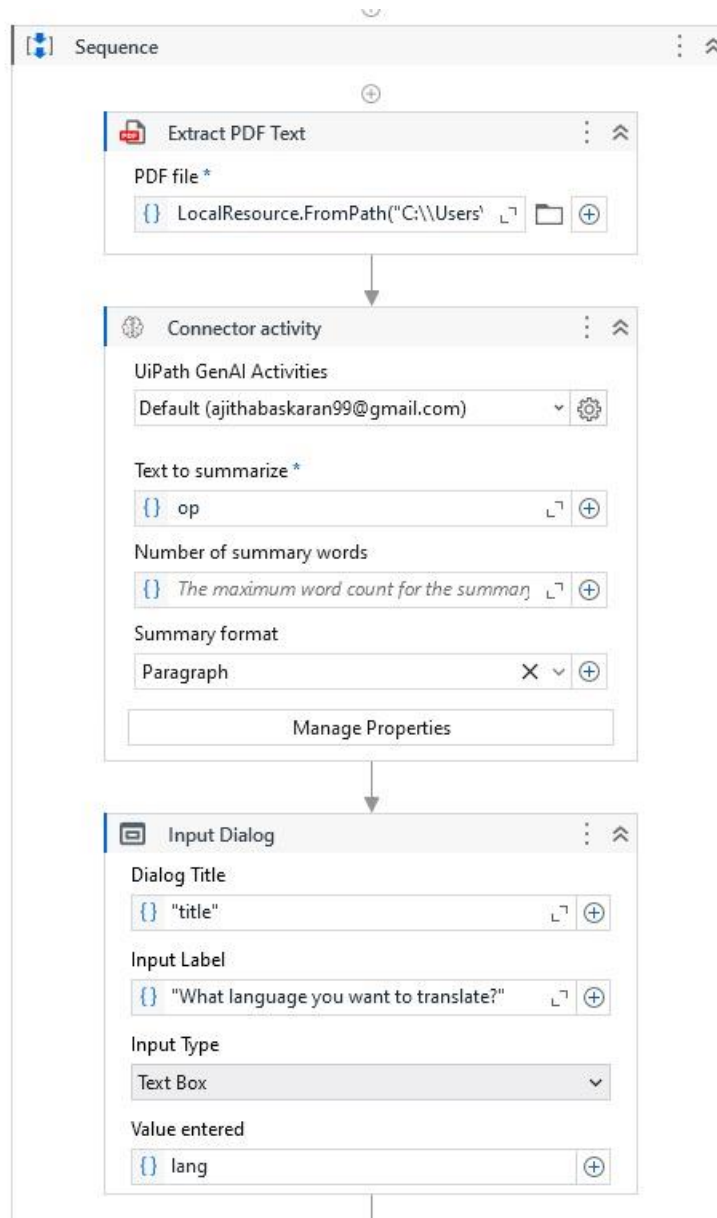 Sequence
Extract PDF Text
PDF file *
{} LocalResource.FromPath("C:\\Users\
Connector activity
UiPath GenAI Activities
Default (ajithabaskaran99@gmail.com)
Text to summarize *
{} op
Number of summary words
{} The maximum word count for the summary
Summary format
Paragraph
Manage Properties
Input Dialog
Dialog Title
{} "title"
Input Label
{} "What language you want to translate?"
Input Type
Text Box
Value entered
{} lang